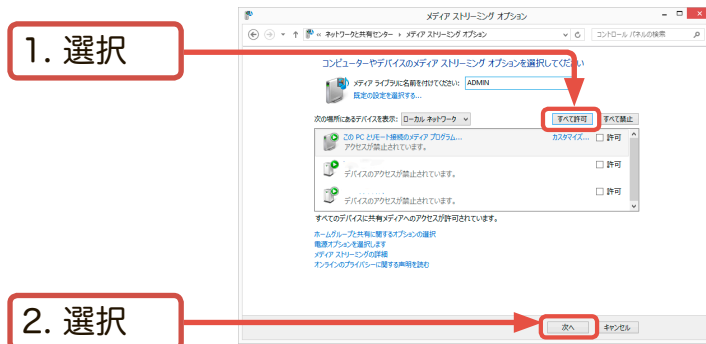 メディア ストリーミング オプション
« ネットワークと共有センター ▸ メディア ストリーミング オプション
コントロール パネルの検索
1. 選択
コンピューターやデバイスのメディア ストリーミング オプションを選択してください
メディア ライブラリに名前を付けてください: ADMIN
既定の設定を選択する...
次の場所にあるデバイスを表示: ローカル ネットワーク すべて許可 すべて禁止
この PC とリモート接続のメディア プログラム... カスタマイズ... 許可
アクセスが禁止されています。
許可
デバイスのアクセスが禁止されています。
許可
デバイスのアクセスが禁止されています。
すべてのデバイスに共有メディアへのアクセスが許可されています。
ホームグループと共有に関するオプションの選択
電源オプションを選択します
メディア ストリーミングの詳細
オンラインのプライバシーに関する声明を読む
2. 選択
次へ キャンセル